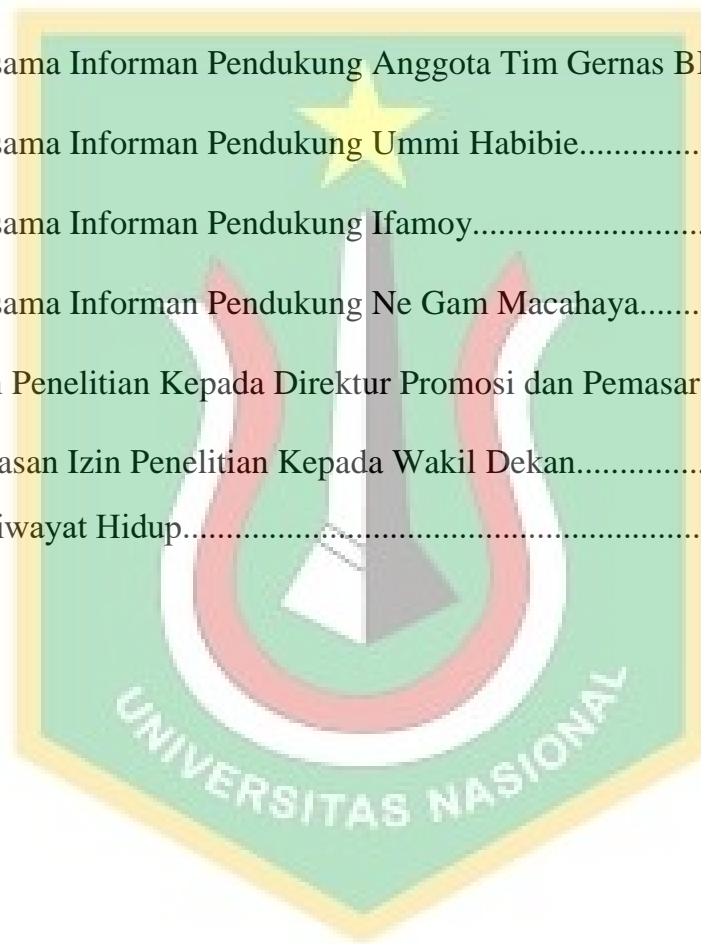 sama Informan Pendukung Anggota Tim Gernas BI
sama Informan Pendukung Ummi Habibie..............
sama Informan Pendukung Ifamoy..........................
sama Informan Pendukung Ne Gam Macahaya.......
n Penelitian Kepada Direktur Promosi dan Pemasar
asan Izin Penelitian Kepada Wakil Dekan...............
iwayat Hidup...........................................................
UNIVERSITAS NASIONAL